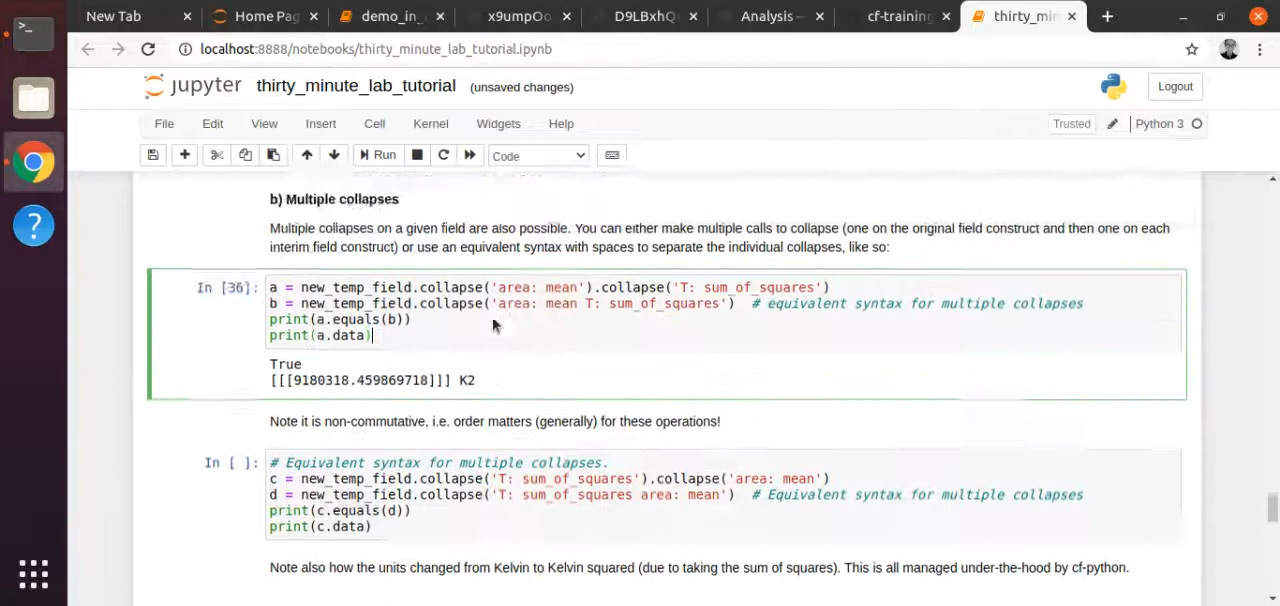 New Tab
Home Pag
demo_in_
x9umpOo
D9LBxhQ
Analysis –
cf-training
thirty_min
localhost:8888/notebooks/thirty_minute_lab_tutorial.ipynb
jupyter thirty_minute_lab_tutorial (unsaved changes)
Logout
File Edit View Insert Cell Kernel Widgets Help
Trusted
Python 3
Run
Code
b) Multiple collapses
Multiple collapses on a given field are also possible. You can either make multiple calls to collapse (one on the original field construct and then one on each
interim field construct) or use an equivalent syntax with spaces to separate the individual collapses, like so:
In [36]: a = new_temp_field.collapse('area: mean').collapse('T: sum_of_squares')
b = new_temp_field.collapse('area: mean T: sum_of_squares')  # equivalent syntax for multiple collapses
print(a.equals(b))
print(a.data)
True
[[[9180318.459869718]]] K2
Note it is non-commutative, i.e. order matters (generally) for these operations!
In [ ]: # Equivalent syntax for multiple collapses.
c = new_temp_field.collapse('T: sum_of_squares').collapse('area: mean')
d = new_temp_field.collapse('T: sum_of_squares area: mean')  # Equivalent syntax for multiple collapses
print(c.equals(d))
print(c.data)
Note also how the units changed from Kelvin to Kelvin squared (due to taking the sum of squares). This is all managed under-the-hood by cf-python.